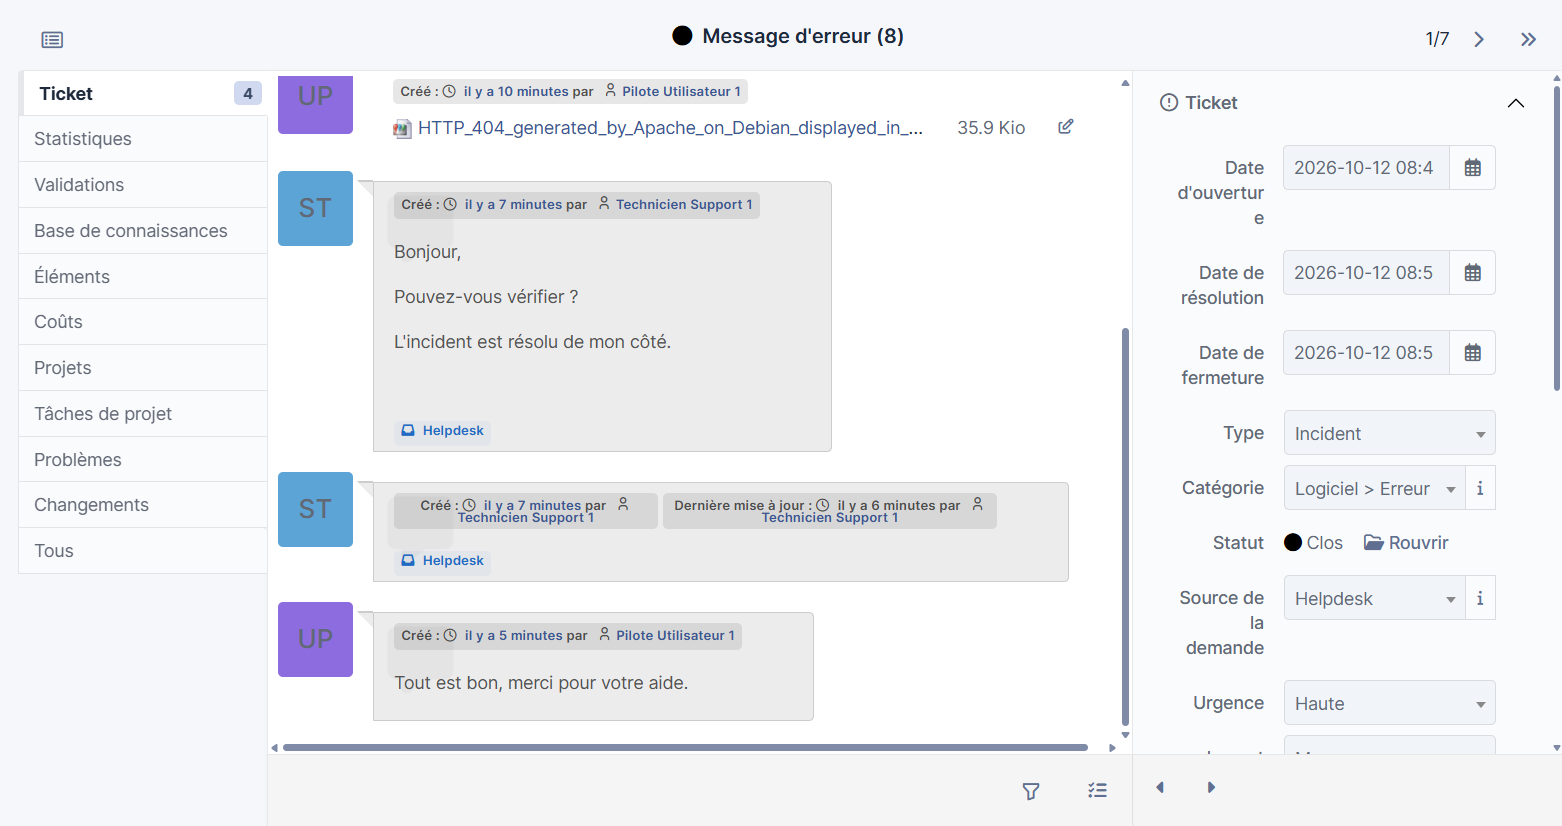 Message d'erreur (8)
1/7
Ticket 4
Statistiques
Validations
Base de connaissances
Éléments
Coûts
Projets
Tâches de projet
Problèmes
Changements
Tous
UP
Créé : il y a 10 minutes par Pilote Utilisateur 1
HTTP_404_generated_by_Apache_on_Debian_displayed_in_... 35.9 Kio
ST
Créé : il y a 7 minutes par Technicien Support 1
Bonjour,
Pouvez-vous vérifier ?
L'incident est résolu de mon côté.
Helpdesk
ST
Créé : il y a 7 minutes par
Technicien Support 1
Dernière mise à jour : il y a 6 minutes par
Technicien Support 1
Helpdesk
UP
Créé : il y a 5 minutes par Pilote Utilisateur 1
Tout est bon, merci pour votre aide.
Ticket
Date
d'ouvertur
e
2026-10-12 08:4
Date de
résolution
2026-10-12 08:5
Date de
fermeture
2026-10-12 08:5
Type
Incident
Catégorie
Logiciel > Erreur
i
Statut
Clos
Rouvrir
Source de
la
demande
Helpdesk
i
Urgence
Haute